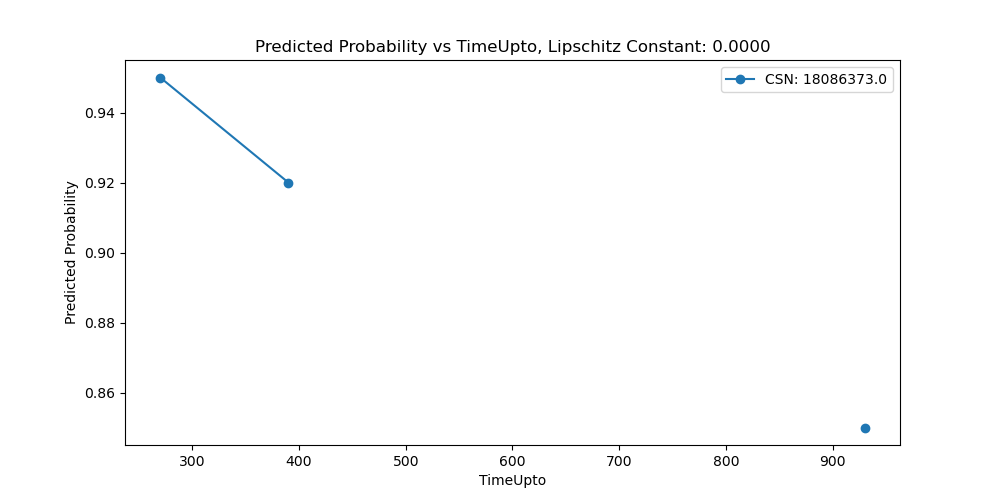 Predicted Probability vs TimeUpto, Lipschitz Constant: 0.0000
CSN: 18086373.0
Predicted Probability
0.94
0.92
0.90
0.88
0.86
300 400 500 600 700 800 900
TimeUpto